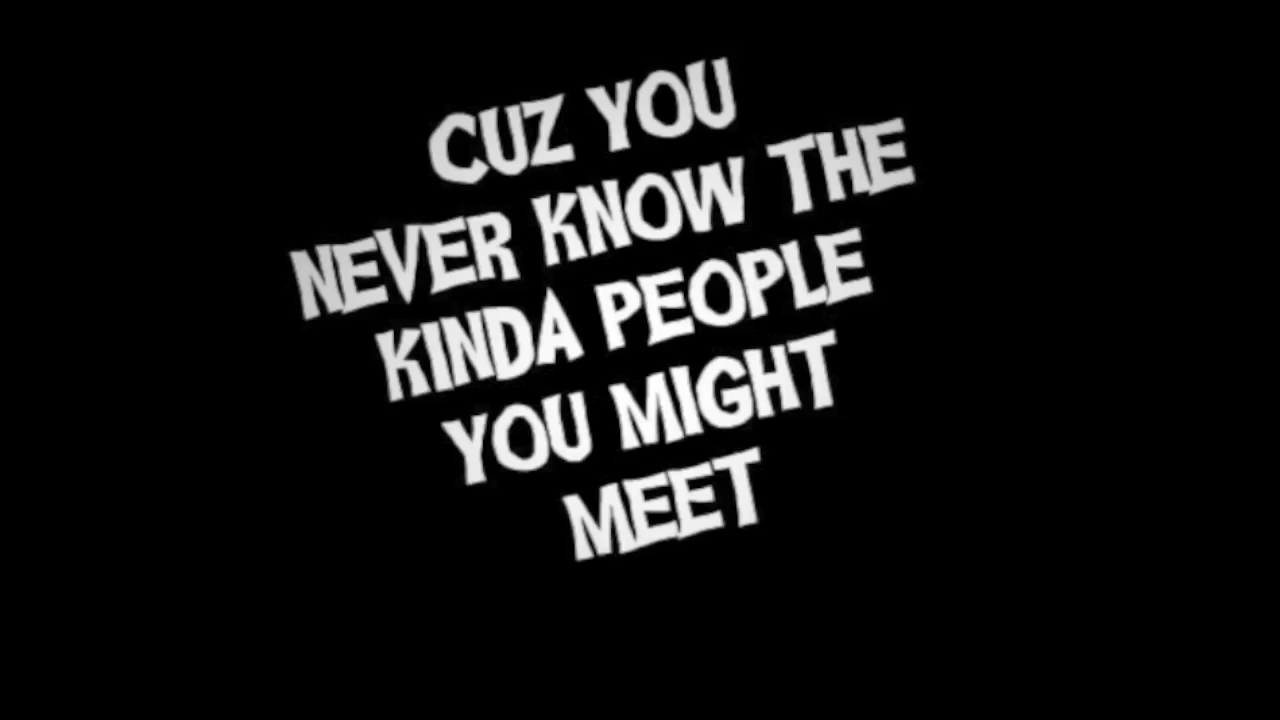 CUZ YOU
NEVER KNOW THE
KINDA PEOPLE
YOU MIGHT
MEET